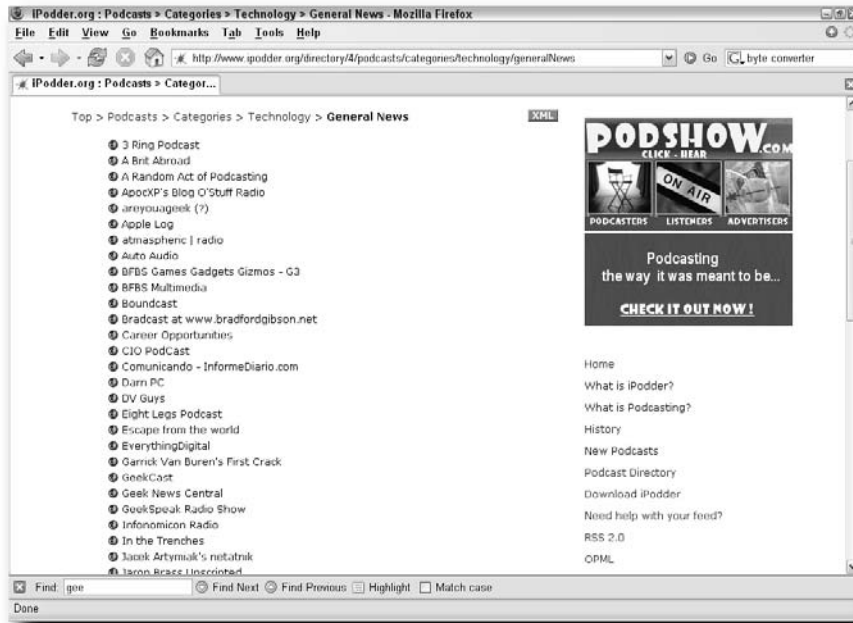 iPodder.org : Podcasts > Categories > Technology > General News - Mozilla Firefox
File Edit View Go Bookmarks Tab Tools Help
http://www.ipodder.org/directory/4/podcasts/categories/technology/generalNews
Go
byte converter
iPodder.org : Podcasts > Categor...
Top > Podcasts > Categories > Technology > General News
XML
3 Ring Podcast
A Brit Abroad
A Random Act of Podcasting
ApocXP's Blog O'Stuff Radio
areyouageek (?)
Apple Log
atmaspheric | radio
Auto Audio
BFBS Games Gadgets Gizmos - G3
BFBS Multimedia
Boundcast
Bradcast at www.bradfordgibson.net
Career Opportunities
CIO PodCast
Comunicando - InformeDiario.com
Darn PC
DV Guys
Eight Legs Podcast
Escape from the world
EverythingDigital
Garrick Van Buren's First Crack
GeekCast
Geek News Central
GeekSpeak Radio Show
Infonomicon Radio
In the Trenches
Jacek Artymiak's netatnik
Jaron Brass Unscripted
PODSHOW.COM
CLICK - HEAR
ON AIR
PODCASTERS LISTENERS ADVERTISERS
Podcasting
the way it was meant to be...
CHECK IT OUT NOW!
Home
What is iPodder?
What is Podcasting?
History
New Podcasts
Podcast Directory
Download iPodder
Need help with your feed?
RSS 2.0
OPML
Find: gee Find Next Find Previous Highlight Match case
Done